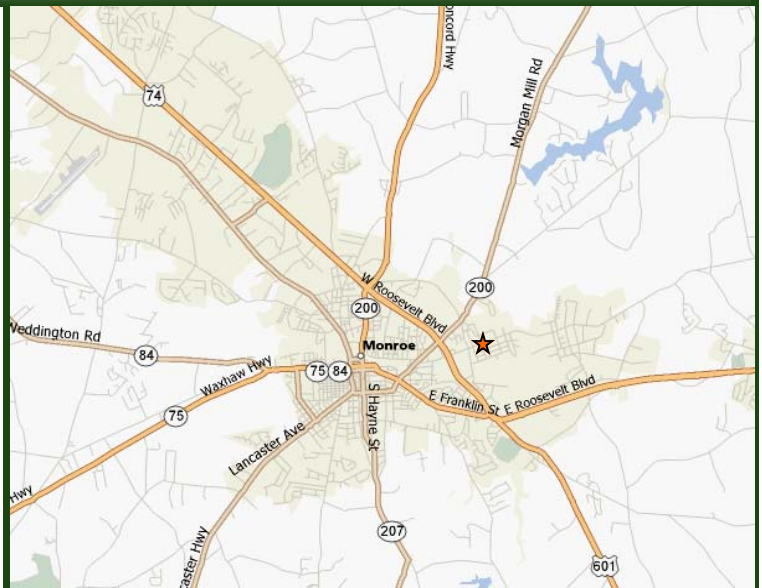 oncord Hwy
74
Morgan Mill Rd
W Roosevelt Blvd
200
200
Monroe
Weddington Rd
84
75
84
Waxhaw Hwy
E Franklin St
E Roosevelt Blvd
S Hayne St
75
Lancaster Ave
Hwy
207
caster Hwy
601